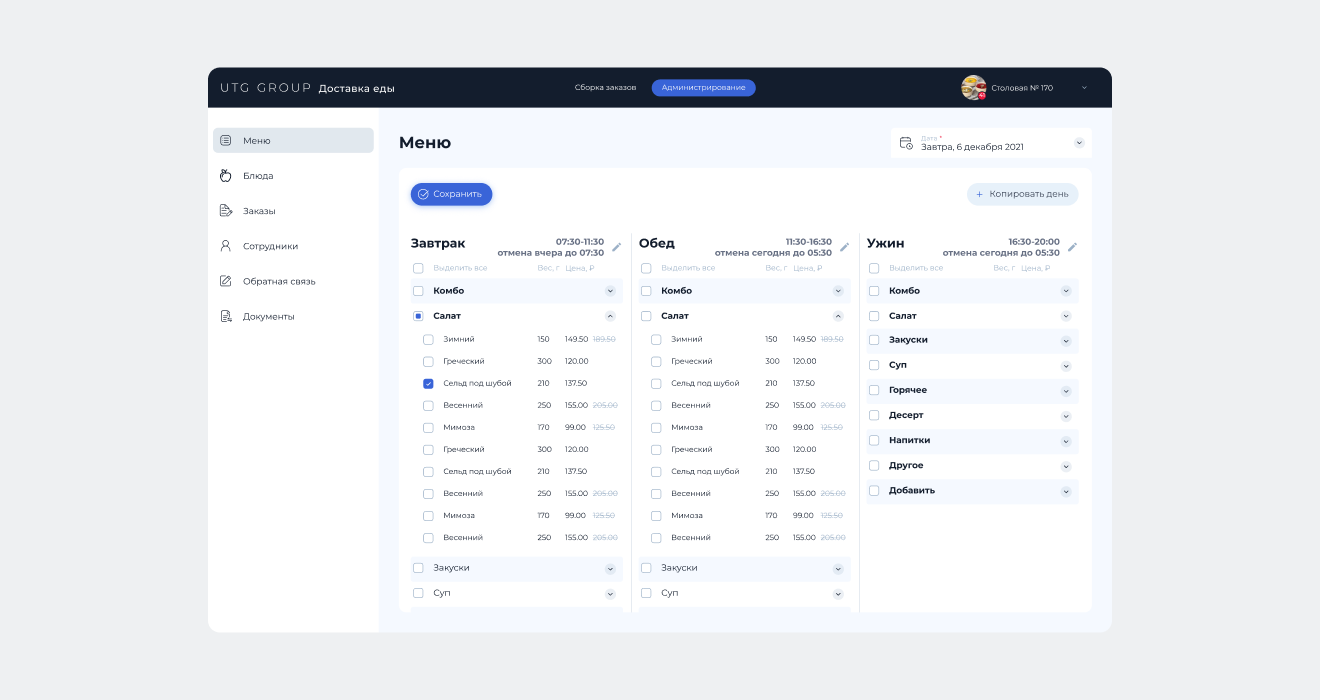 UTG GROUP Доставка еды
Сборка заказов
Администрирование
Столовая № 170
Меню
Блюда
Заказы
Сотрудники
Обратная связь
Документы
Меню
Дата *
Завтра, 6 декабря 2021
Сохранить
+ Копировать день
Завтрак
07:30-11:30
отмена вчера до 07:30
Выделить все Вес, г Цена, ₽
Комбо
Салат
Зимний 150 149.50 189.50
Греческий 300 120.00
Сельд под шубой 210 137.50
Весенний 250 155.00 205.00
Мимоза 170 99.00 125.50
Греческий 300 120.00
Сельд под шубой 210 137.50
Весенний 250 155.00 205.00
Мимоза 170 99.00 125.50
Весенний 250 155.00 205.00
Закуски
Суп
Обед
11:30-16:30
отмена сегодня до 05:30
Выделить все Вес, г Цена, ₽
Комбо
Салат
Зимний 150 149.50 189.50
Греческий 300 120.00
Сельд под шубой 210 137.50
Весенний 250 155.00 205.00
Мимоза 170 99.00 125.50
Греческий 300 120.00
Сельд под шубой 210 137.50
Весенний 250 155.00 205.00
Мимоза 170 99.00 125.50
Весенний 250 155.00 205.00
Закуски
Суп
Ужин
16:30-20:00
отмена сегодня до 05:30
Выделить все Вес, г Цена, ₽
Комбо
Салат
Закуски
Суп
Горячее
Десерт
Напитки
Другое
Добавить